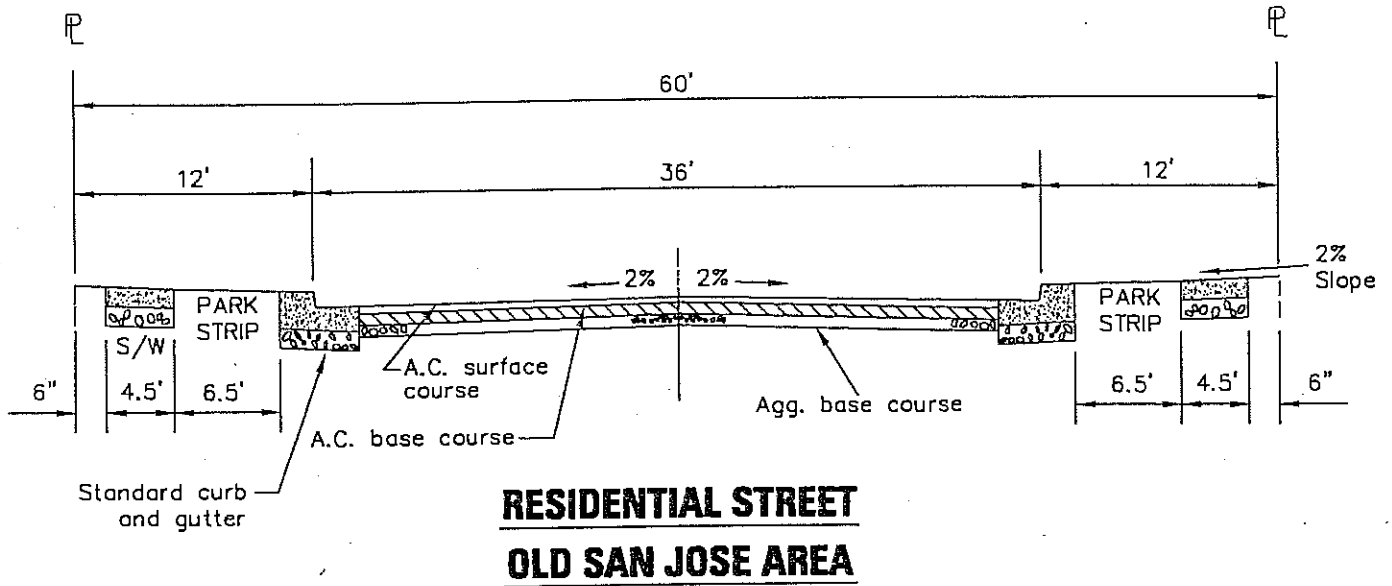 ℄ ℄
60'
12' 36' 12'
2% 2%
2%
Slope
PARK
STRIP
PARK
STRIP
S/W
A.C. surface
course
6" 4.5' 6.5'
Agg. base course
6.5' 4.5' 6"
A.C. base course
Standard curb
and gutter
RESIDENTIAL STREET
OLD SAN JOSE AREA